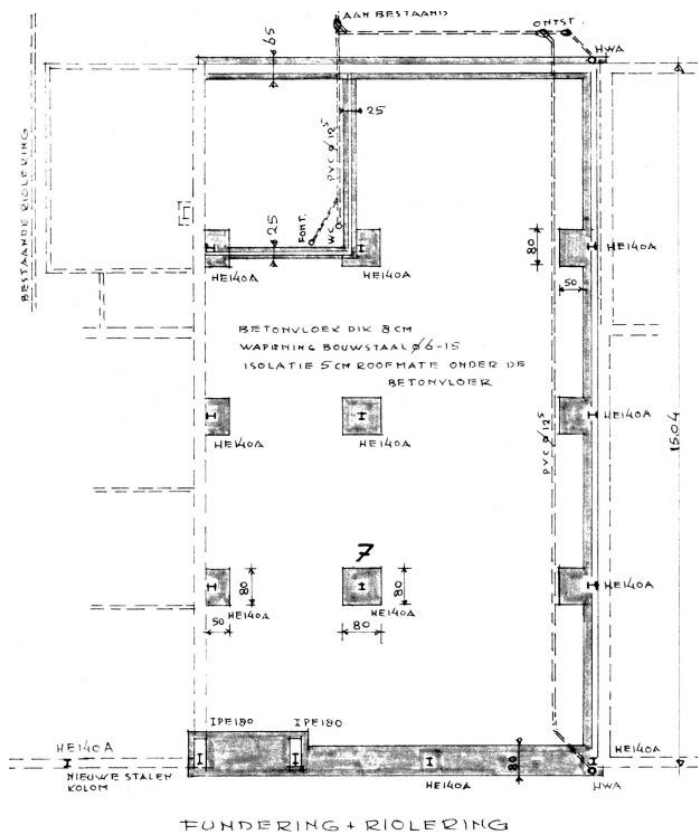 AAN BESTAAND
ONTST.
HWA
65
BESTAANDE RIOLERING
25
PVC ∅ 12⁵
FONT.
WC
25
80
HE140A
HE140A
HE140A
50
BETONVLOER DIK 8CM
WAPENING BOUWSTAAL ∅6-15
ISOLATIE 5CM ROOFMATE ONDER DE
BETONVLOER
HE140A
HE140A
HE140A
PVC ∅ 12⁵
1504
7
80
80
HE140A
HE140A
HE140A
50
80
IPE180
IPE180
HE140A
HE140A
NIEUWE STALEN
KOLOM
80
HE140A
HWA
FUNDERING + RIOLERING